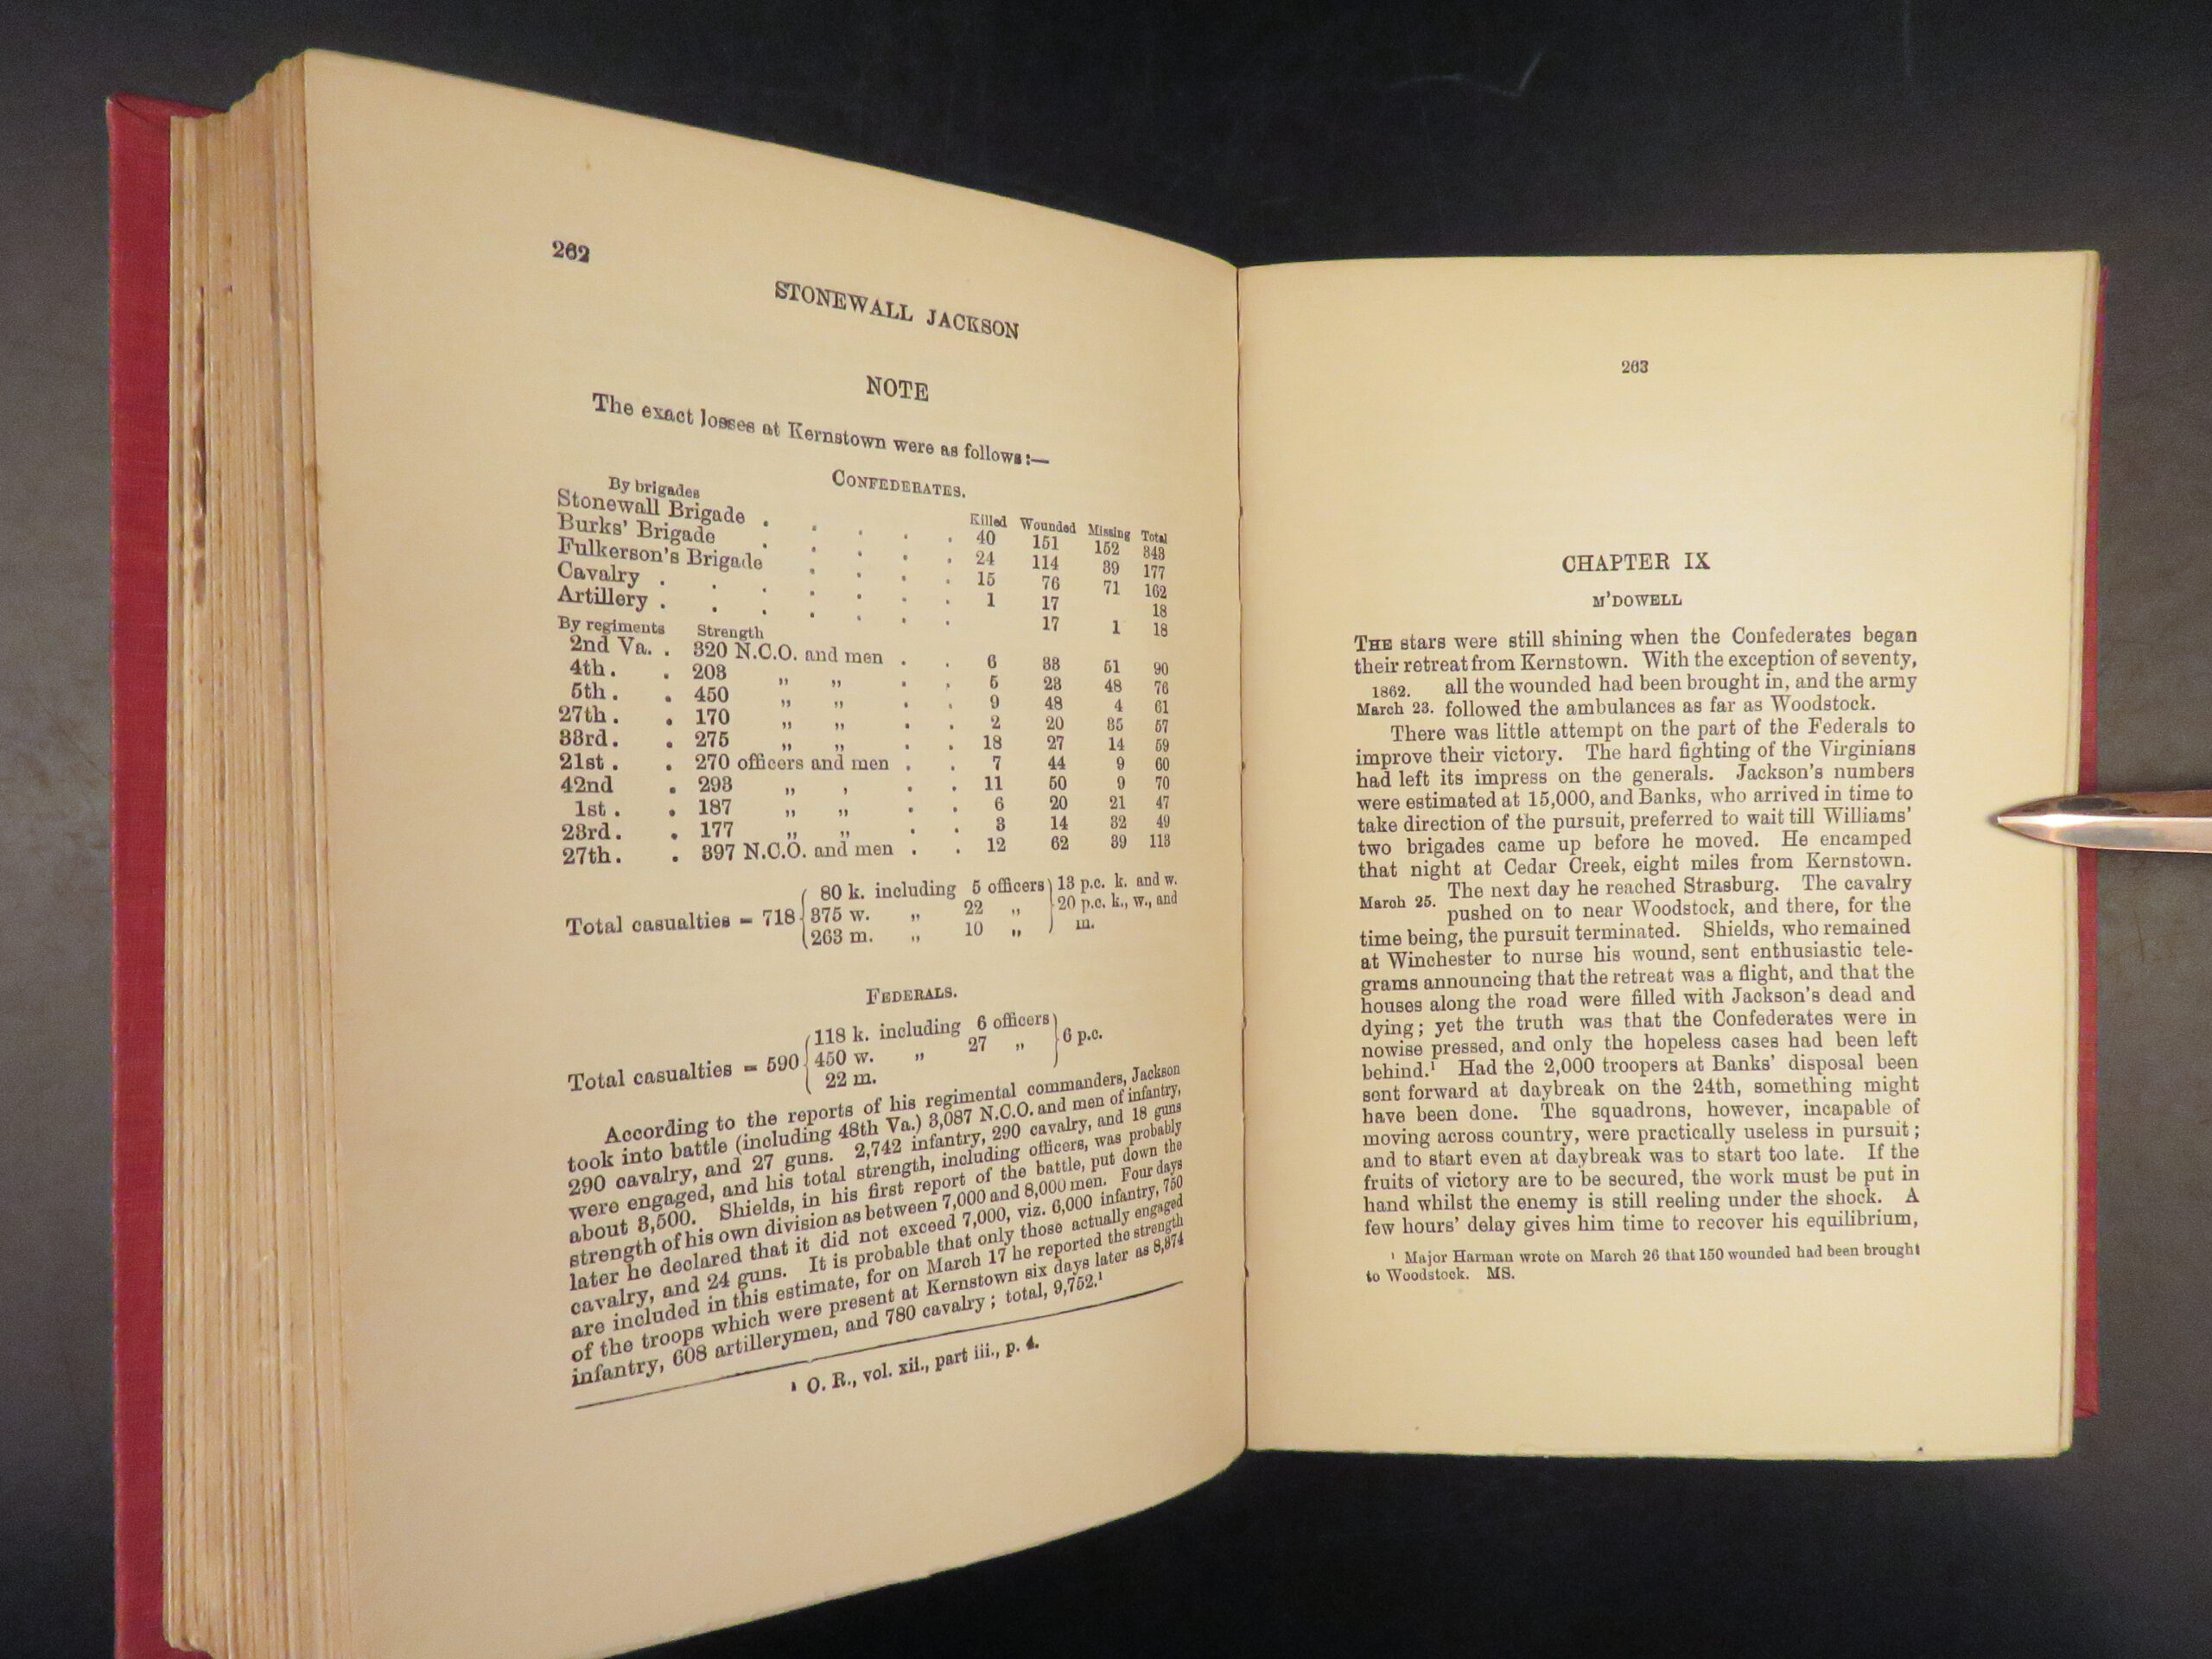 262
STONEWALL JACKSON
NOTE
The exact losses at Kernstown were as follows:—
CONFEDERATES.
By brigades Killed Wounded Missing Total
Stonewall Brigade . . . . . 40 151 152 343
Burks' Brigade . . . . . 24 114 39 177
Fulkerson's Brigade . . . . 15 76 71 162
Cavalry . . . . . . . 1 17 18
Artillery . . . . . . 17 1 18
By regiments Strength
2nd Va. . 320 N.C.O. and men . . 6 33 51 90
4th . . 203 „ „ . . 5 23 48 76
5th . . 450 „ „ . . 9 48 4 61
27th . . 170 „ „ . . 2 20 35 57
33rd . . 275 „ „ . . 18 27 14 59
21st . . 270 officers and men . . 7 44 9 60
42nd . 293 „ , . . 11 50 9 70
1st . . 187 „ „ . . 6 20 21 47
23rd . . 177 „ „ . . 3 14 32 49
27th. . 397 N.C.O. and men . . 12 62 39 113
80 k. including 5 officers 13 p.c. k. and w.
Total casualties = 718 375 w. „ 22 „ 20 p.c. k., w., and
263 m. „ 10 „ m.
FEDERALS.
118 k. including 6 officers
Total casualties = 590 450 w. „ 27 „ 6 p.c.
22 m.
According to the reports of his regimental commanders, Jackson
took into battle (including 48th Va.) 3,087 N.C.O. and men of infantry,
290 cavalry, and 27 guns. 2,742 infantry, 290 cavalry, and 18 guns
were engaged, and his total strength, including officers, was probably
about 3,500. Shields, in his first report of the battle, put down the
strength of his own division as between 7,000 and 8,000 men. Four days
later he declared that it did not exceed 7,000, viz. 6,000 infantry, 750
cavalry, and 24 guns. It is probable that only those actually engaged
are included in this estimate, for on March 17 he reported the strength
of the troops which were present at Kernstown six days later as 8,374
infantry, 608 artillerymen, and 780 cavalry; total, 9,752.¹
¹ O. R., vol. xii., part iii., p. 4.
263
CHAPTER IX
M'DOWELL
THE stars were still shining when the Confederates began
their retreat from Kernstown. With the exception of seventy,
1862. all the wounded had been brought in, and the army
March 23. followed the ambulances as far as Woodstock.
There was little attempt on the part of the Federals to
improve their victory. The hard fighting of the Virginians
had left its impress on the generals. Jackson's numbers
were estimated at 15,000, and Banks, who arrived in time to
take direction of the pursuit, preferred to wait till Williams'
two brigades came up before he moved. He encamped
that night at Cedar Creek, eight miles from Kernstown.
March 25. The next day he reached Strasburg. The cavalry
pushed on to near Woodstock, and there, for the
time being, the pursuit terminated. Shields, who remained
at Winchester to nurse his wound, sent enthusiastic tele-
grams announcing that the retreat was a flight, and that the
houses along the road were filled with Jackson's dead and
dying; yet the truth was that the Confederates were in
nowise pressed, and only the hopeless cases had been left
behind.¹ Had the 2,000 troopers at Banks' disposal been
sent forward at daybreak on the 24th, something might
have been done. The squadrons, however, incapable of
moving across country, were practically useless in pursuit;
and to start even at daybreak was to start too late. If the
fruits of victory are to be secured, the work must be put in
hand whilst the enemy is still reeling under the shock. A
few hours' delay gives him time to recover his equilibrium,
¹ Major Harman wrote on March 26 that 150 wounded had been brought
to Woodstock. MS.